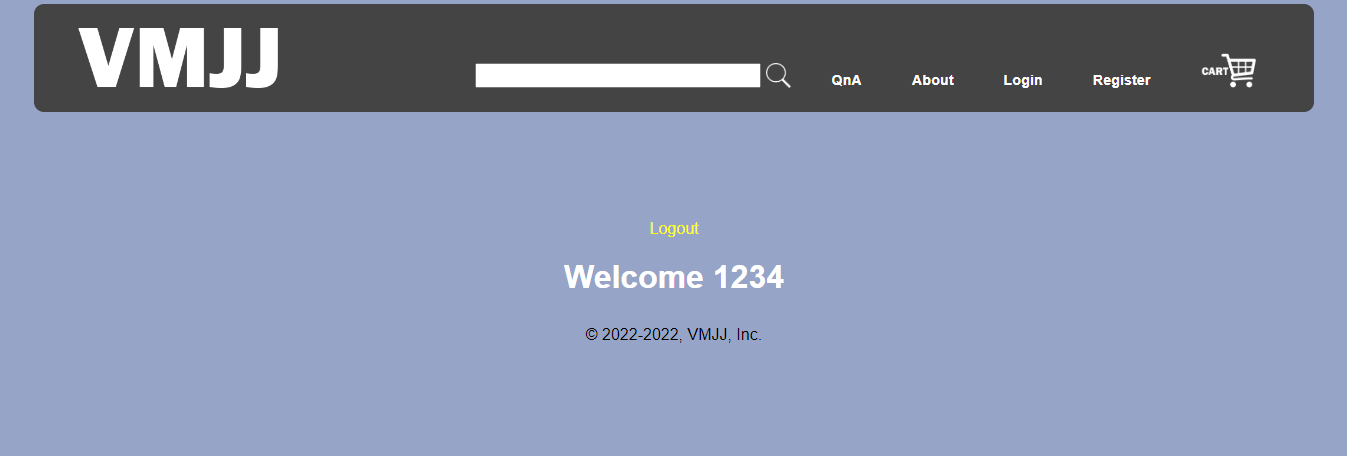 VMJJ
QnA About Login Register CART
Logout
Welcome 1234
© 2022-2022, VMJJ, Inc.